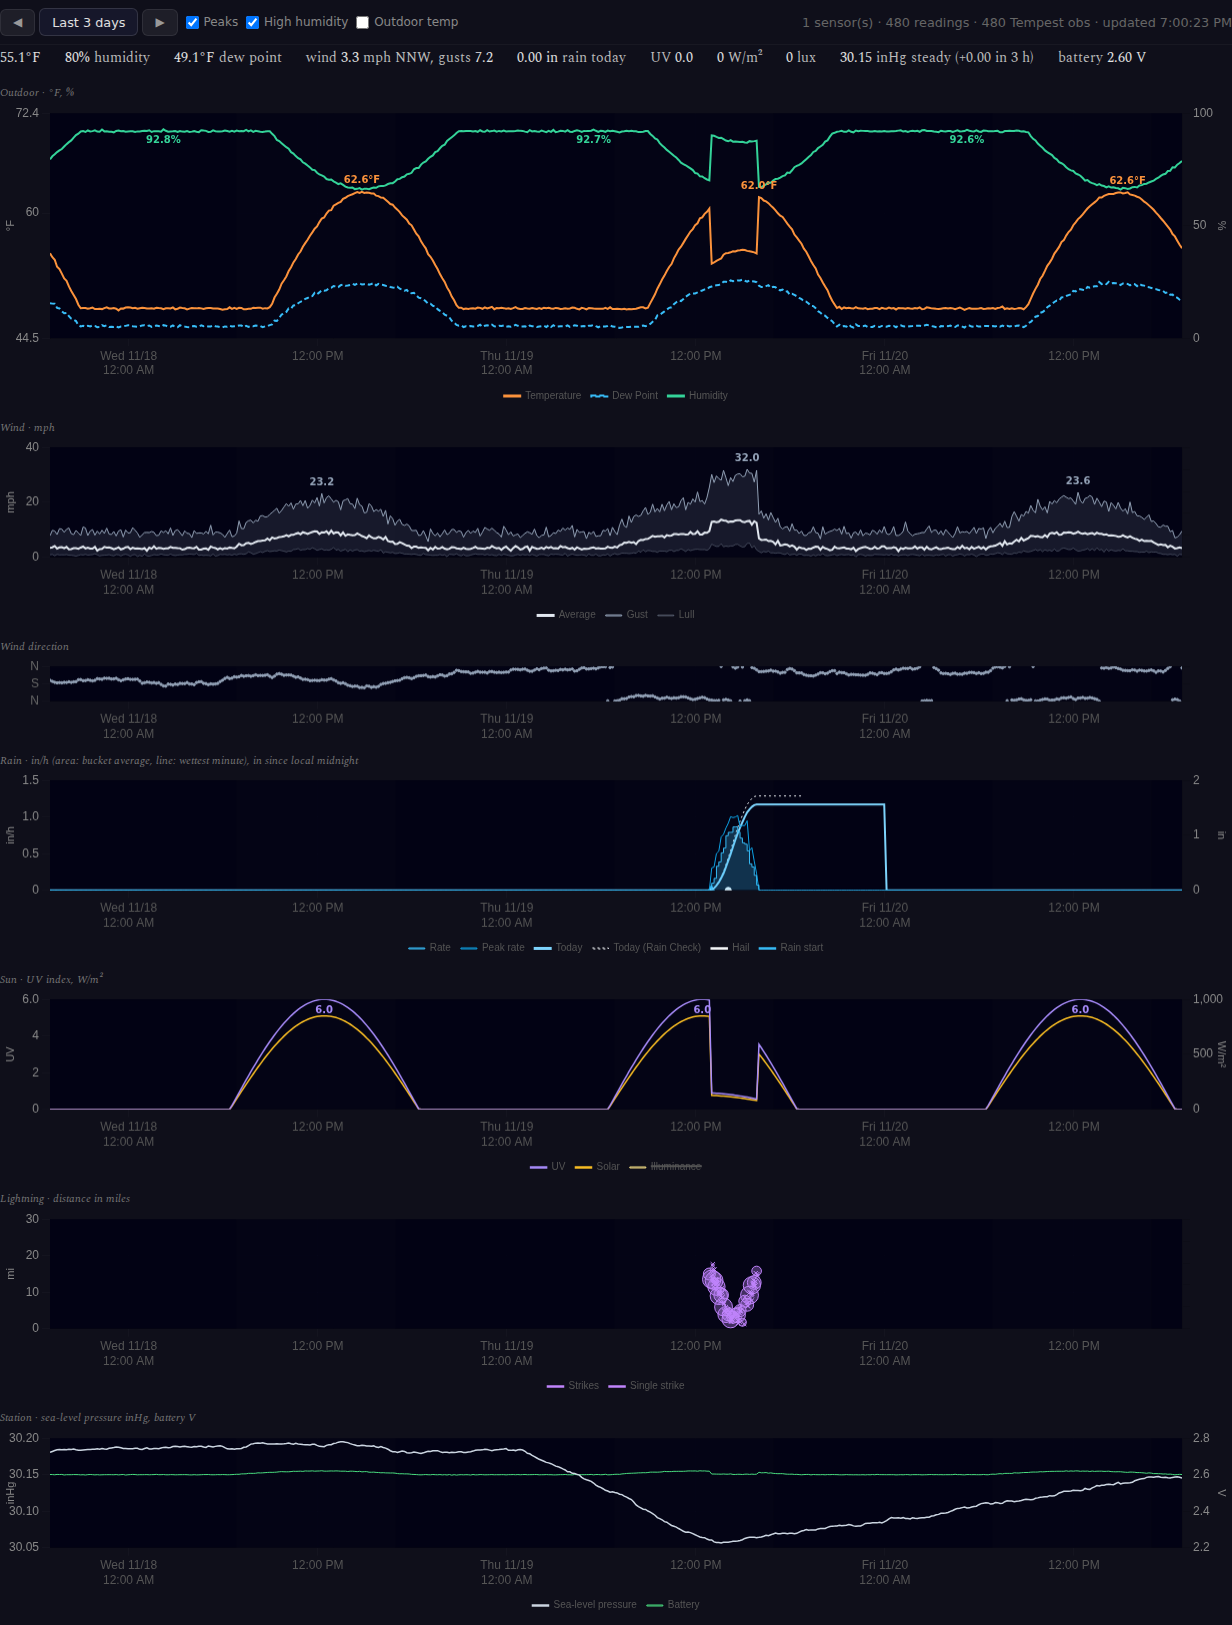 ◀ Last 3 days ▶ Peaks High humidity Outdoor temp 1 sensor(s) · 480 readings · 480 Tempest obs · updated 7:00:23 PM
55.1°F 80% humidity 49.1°F dew point wind 3.3 mph NNW, gusts 7.2 0.00 in rain today UV 0.0 0 W/m² 0 lux 30.15 inHg steady (+0.00 in 3 h) battery 2.60 V
Outdoor · °F, %
72.4 100
92.8% 92.7% 92.6%
62.6°F 62.0°F 62.6°F
60 50
°F %
44.5 0
Wed 11/18 12:00 PM Thu 11/19 12:00 PM Fri 11/20 12:00 PM
12:00 AM 12:00 AM 12:00 AM
Temperature Dew Point Humidity
Wind · mph
40
32.0
23.2 23.6
20
mph
0
Wed 11/18 12:00 PM Thu 11/19 12:00 PM Fri 11/20 12:00 PM
12:00 AM 12:00 AM 12:00 AM
Average Gust Lull
Wind direction
N
S
N
Wed 11/18 12:00 PM Thu 11/19 12:00 PM Fri 11/20 12:00 PM
12:00 AM 12:00 AM 12:00 AM
Rain · in/h (area: bucket average, line: wettest minute), in since local midnight
1.5 2
1.0
in/h 1 in
0.5
0 0
Wed 11/18 12:00 PM Thu 11/19 12:00 PM Fri 11/20 12:00 PM
12:00 AM 12:00 AM 12:00 AM
Rate Peak rate Today Today (Rain Check) Hail Rain start
Sun · UV index, W/m²
6.0 1,000
6.0 6.0 6.0
4
UV 500 W/m²
2
0 0
Wed 11/18 12:00 PM Thu 11/19 12:00 PM Fri 11/20 12:00 PM
12:00 AM 12:00 AM 12:00 AM
UV Solar Illuminance
Lightning · distance in miles
30
20
mi
10
0
Wed 11/18 12:00 PM Thu 11/19 12:00 PM Fri 11/20 12:00 PM
12:00 AM 12:00 AM 12:00 AM
Strikes Single strike
Station · sea-level pressure inHg, battery V
30.20 2.8
30.15 2.6
inHg V
30.10 2.4
30.05 2.2
Wed 11/18 12:00 PM Thu 11/19 12:00 PM Fri 11/20 12:00 PM
12:00 AM 12:00 AM 12:00 AM
Sea-level pressure Battery